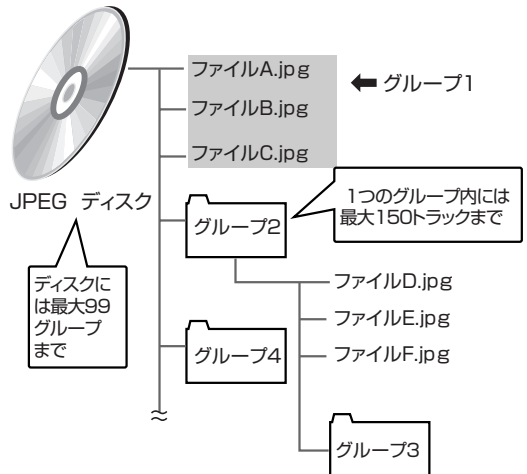 ファイルA.jpg
ファイルB.jpg
ファイルC.jpg
グループ1
JPEG ディスク
ディスクに
は最大99
グループ
まで
グループ2
1つのグループ内には
最大150トラックまで
ファイルD.jpg
ファイルE.jpg
ファイルF.jpg
グループ4
グループ3